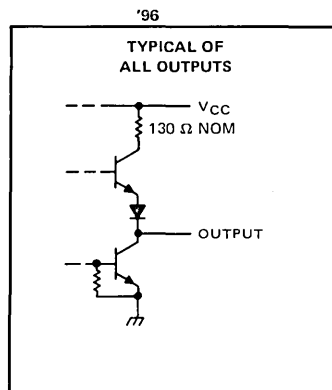 '96
TYPICAL OF
ALL OUTPUTS
VCC
130 Ω NOM
OUTPUT